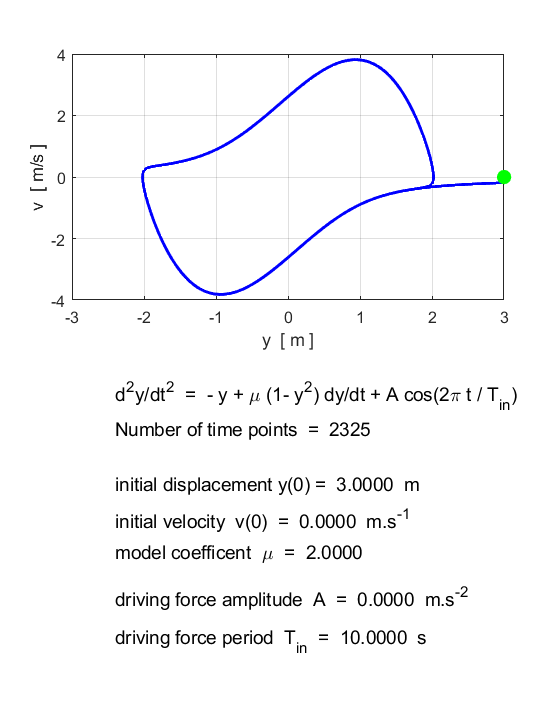 4
2
0
-2
-4
v [ m/s ]
-3 -2 -1 0 1 2 3
y [ m ]
d²y/dt² = - y + μ (1- y²) dy/dt + A cos(2π t / T_in)
Number of time points = 2325
initial displacement y(0) = 3.0000 m
initial velocity v(0) = 0.0000 m.s⁻¹
model coefficent μ = 2.0000
driving force amplitude A = 0.0000 m.s⁻²
driving force period T_in = 10.0000 s